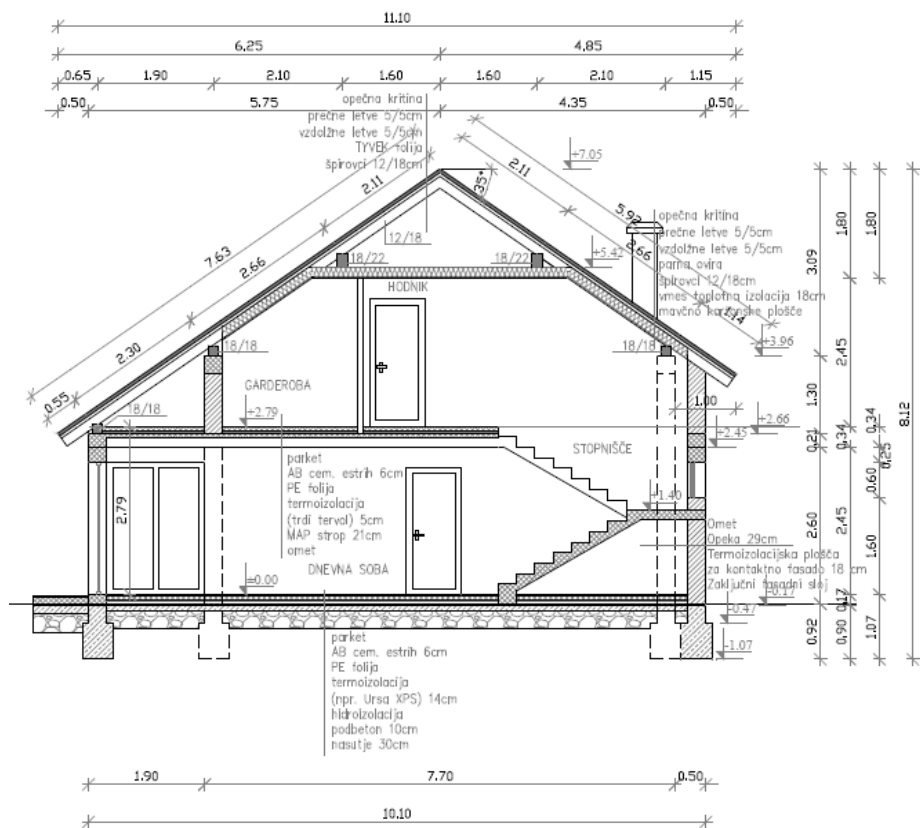 11.10
6.25 4.85
0.65 1.90 2.10 1.60 1.60 2.10 1.15
0.50 5.75 4.35 0.50
opečna kritina
prečne letve 5/5cm
vzdolžne letve 5/5cm
TYVEK folija
špirovci 12/18cm
+7.05
2.11
2.11
35°
7.63
5.92
opečna kritina
prečne letve 5/5cm
vzdolžne letve 5/5cm
parna ovira
špirovci 12/18cm
vmes toplotna izolacija 18cm
mavčno kartonske plošče
12/18
2.66
2.66
+5.42
18/22
18/22
HODNIK
1.14
2.30
0.55
18/18
18/18
+3.96
GARDEROBA
1.00
18/18
+2.79
+2.66
+2.45
STOPNIŠČE
parket
AB cem. estrih 6cm
PE folija
termoizolacija
(trdi tervol) 5cm
MAP strop 21cm
omet
2.79
+1.40
Omet
Opeka 29cm
Termoizolacijska plošča
za kontaktno fasado 18 cm
Zaključni fasadni sloj
±0.00
DNEVNA SOBA
-0.17
-0.47
-1.07
parket
AB cem. estrih 6cm
PE folija
termoizolacija
(npr. Ursa XPS) 14cm
hidroizolacija
podbeton 10cm
nasutje 30cm
3.09
1.30
0.21
2.60
0.92
1.80
2.45
0.34
2.45
0.17
0.90
1.80
0.34
0.25
0.60
1.60
1.07
8.12
1.90 7.70 0.50
10.10